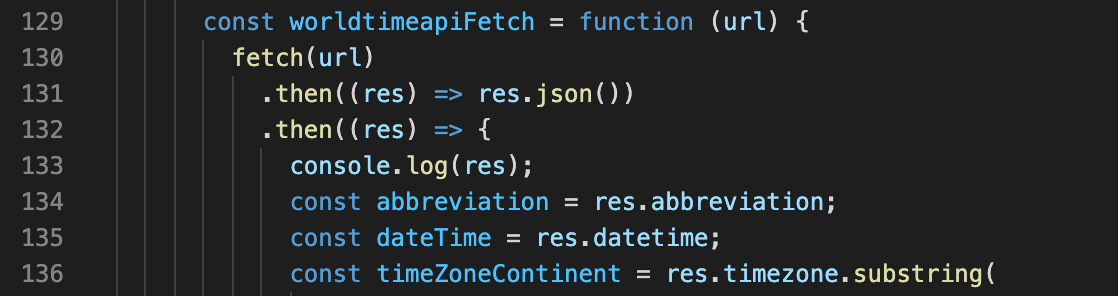 129 const worldtimeapiFetch = function (url) {
130 fetch(url)
131 .then((res) => res.json())
132 .then((res) => {
133 console.log(res);
134 const abbreviation = res.abbreviation;
135 const dateTime = res.datetime;
136 const timeZoneContinent = res.timezone.substring(